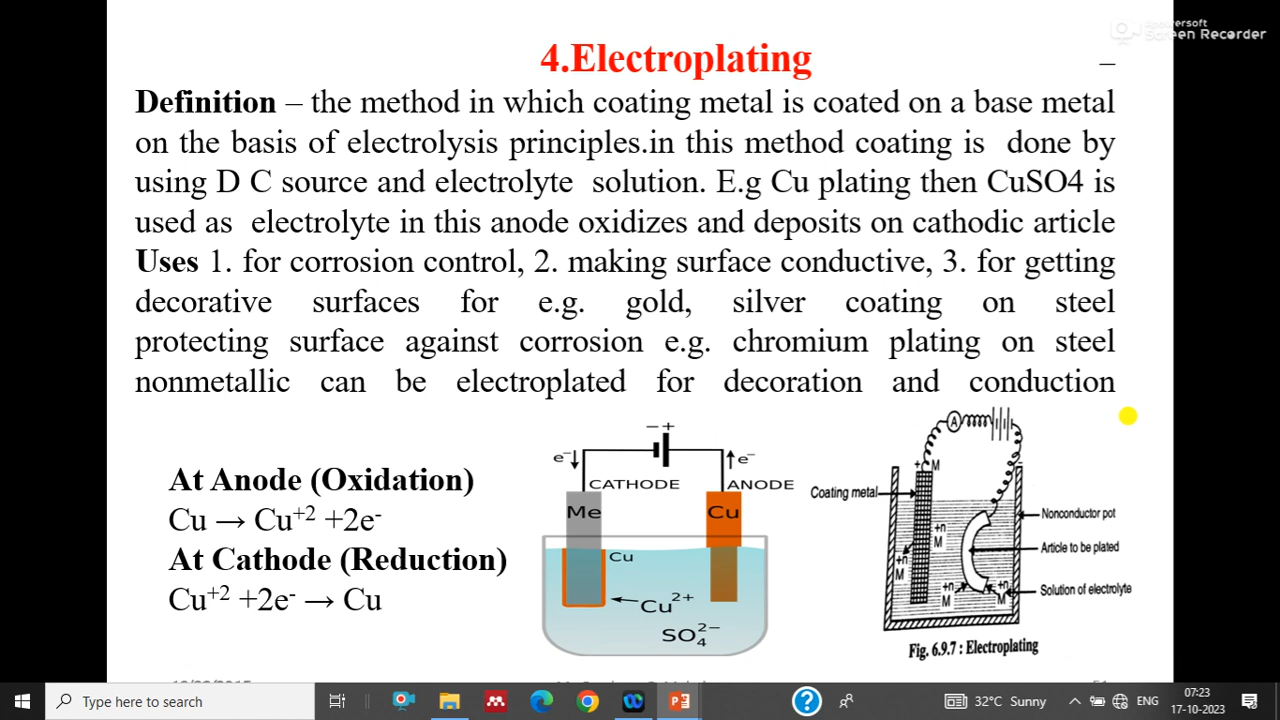 Apowersoft
Screen Recorder
4.Electroplating –
Definition – the method in which coating metal is coated on a base metal
on the basis of electrolysis principles.in this method coating is done by
using D C source and electrolyte solution. E.g Cu plating then CuSO4 is
used as electrolyte in this anode oxidizes and deposits on cathodic article
Uses 1. for corrosion control, 2. making surface conductive, 3. for getting
decorative surfaces for e.g. gold, silver coating on steel
protecting surface against corrosion e.g. chromium plating on steel
nonmetallic can be electroplated for decoration and conduction
At Anode (Oxidation)
Cu → Cu⁺² +2e⁻
At Cathode (Reduction)
Cu⁺² +2e⁻ → Cu
− +
e⁻
e⁻
CATHODE
ANODE
Me
Cu
Cu
Cu²⁺
SO₄²⁻
A
+
M
Coating metal
Nonconductor pot
+n
M
Article to be plated
+n
M
+n
M
+n
M
Solution of electrolyte
Fig. 6.9.7 : Electroplating
Type here to search
32°C Sunny
ENG
07:23
17-10-2023